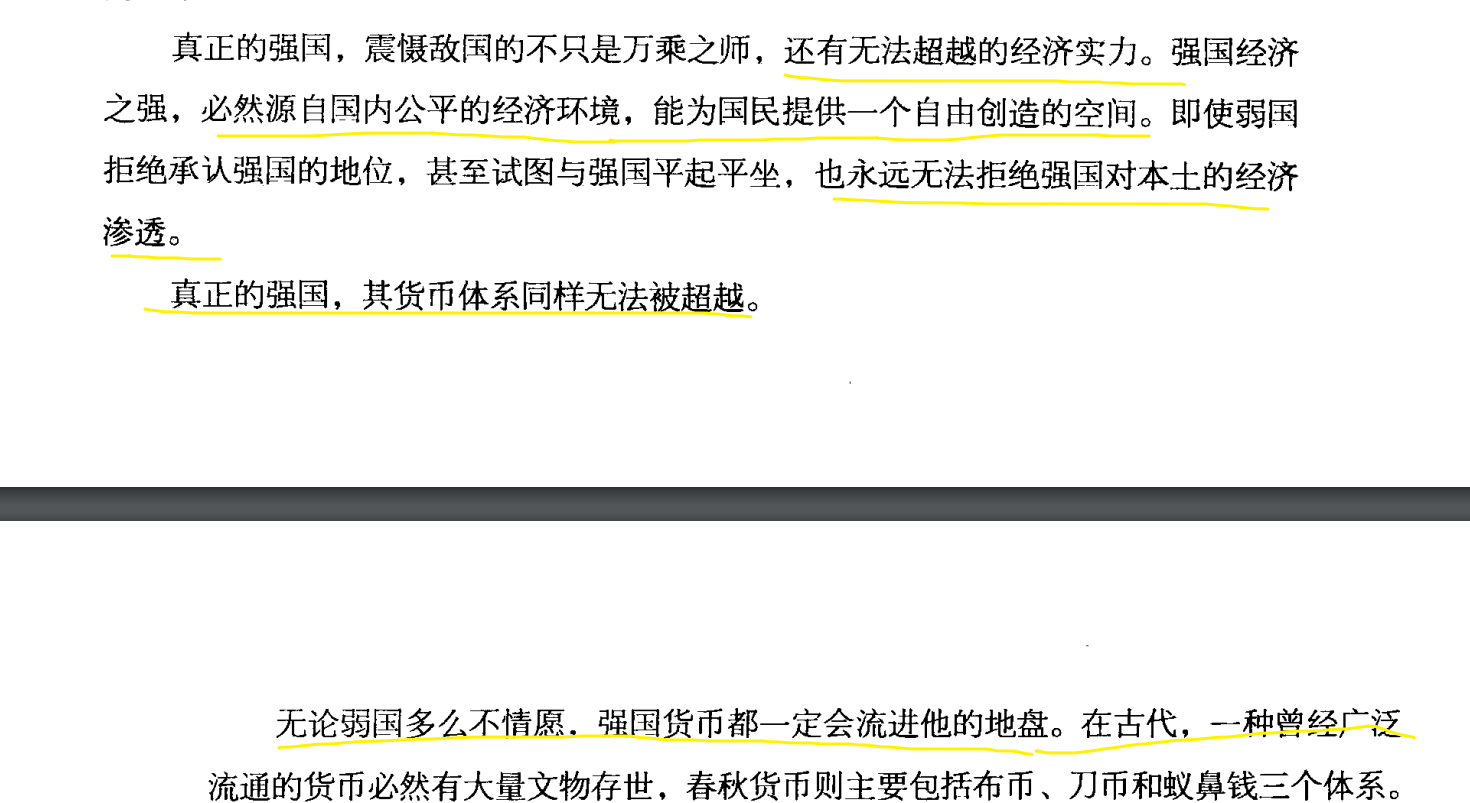 真正的强国，震慑敌国的不只是万乘之师，还有无法超越的经济实力。强国经济
之强，必然源自国内公平的经济环境，能为国民提供一个自由创造的空间。即使弱国
拒绝承认强国的地位，甚至试图与强国平起平坐，也永远无法拒绝强国对本土的经济
渗透。
真正的强国，其货币体系同样无法被超越。
无论弱国多么不情愿．强国货币都一定会流进他的地盘。在古代，一种曾经广泛
流通的货币必然有大量文物存世，春秋货币则主要包括布币、刀币和蚁鼻钱三个体系。